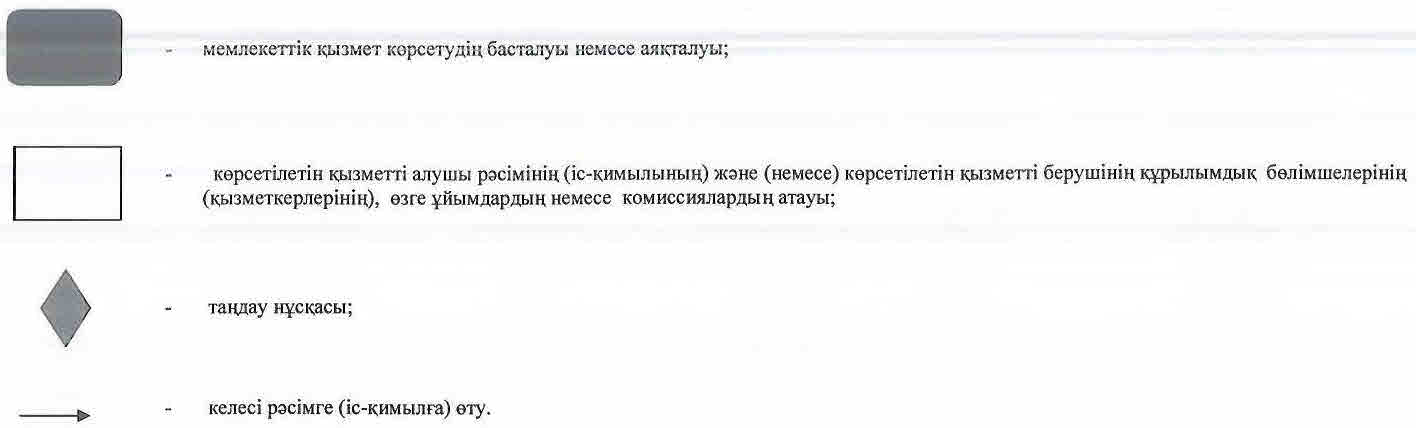 - мемлекеттік қызмет көрсетудің басталуы немесе аяқталуы;
- көрсетілетін қызметті алушы рәсімінің (іс-қимылының) және (немесе) көрсетілетін қызметті берушінің құрылымдық бөлімшелерінің
(қызметкерлерінің), өзге ұйымдардың немесе комиссиялардың атауы;
- таңдау нұсқасы;
- келесі рәсімге (іс-қимылға) өту.